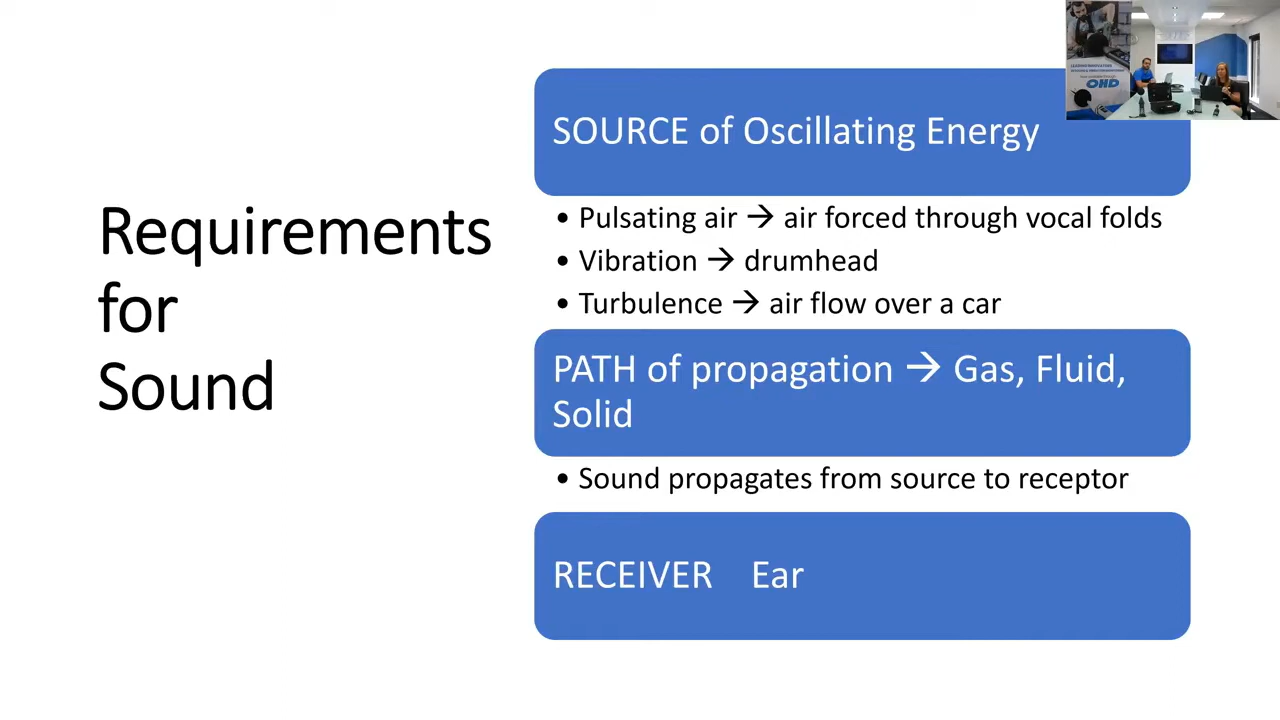 Requirements
for
Sound
SOURCE of Oscillating Energy
• Pulsating air → air forced through vocal folds
• Vibration → drumhead
• Turbulence → air flow over a car
PATH of propagation → Gas, Fluid,
Solid
• Sound propagates from source to receptor
RECEIVER Ear
OHD